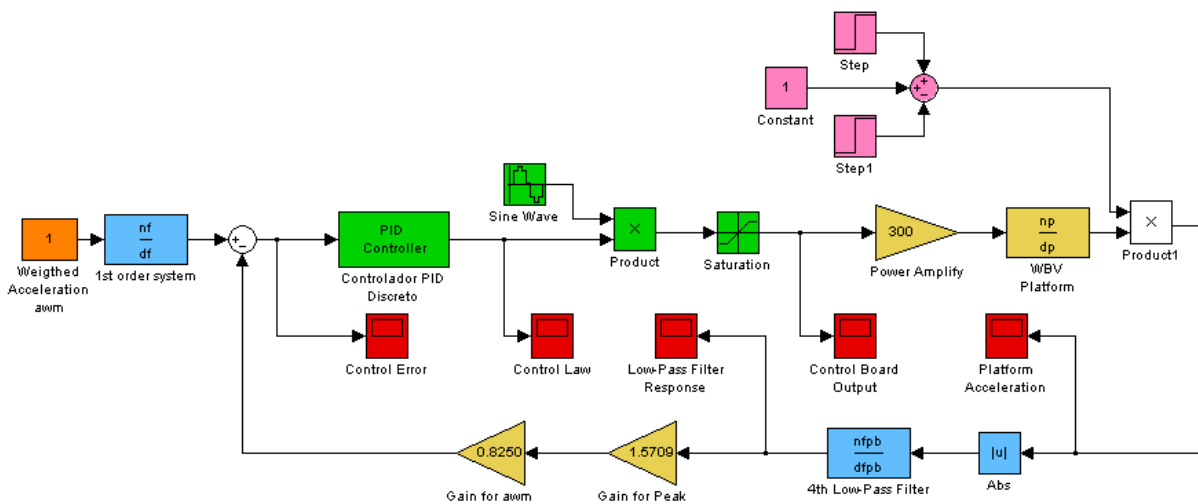 Step
1
Constant
Step1
Sine Wave
1
Weigthed
Acceleration
awm
nf
df
1st order system
+
−
PID
Controller
Controlador PID
Discreto
×
Product
Saturation
300
Power Amplify
np
dp
WBV
Platform
+
+
−
×
Product1
Control Error
Control Law
Low-Pass Filter
Response
Control Board
Output
Platform
Acceleration
0.8250
Gain for awm
1.5709
Gain for Peak
nfpb
dfpb
4th Low-Pass Filter
|u|
Abs